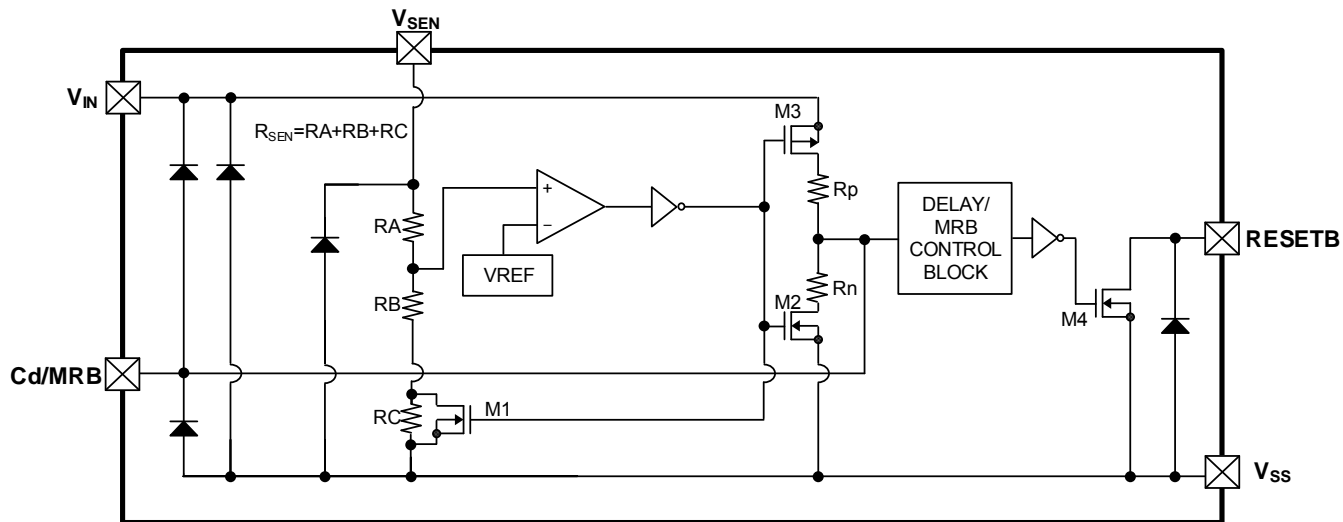 VSEN
VIN
M3
RSEN=RA+RB+RC
Rp
RA
+
−
DELAY/
MRB
CONTROL
BLOCK
RESETB
VREF
RB
Rn
M2
M4
Cd/MRB
RC
M1
VSS